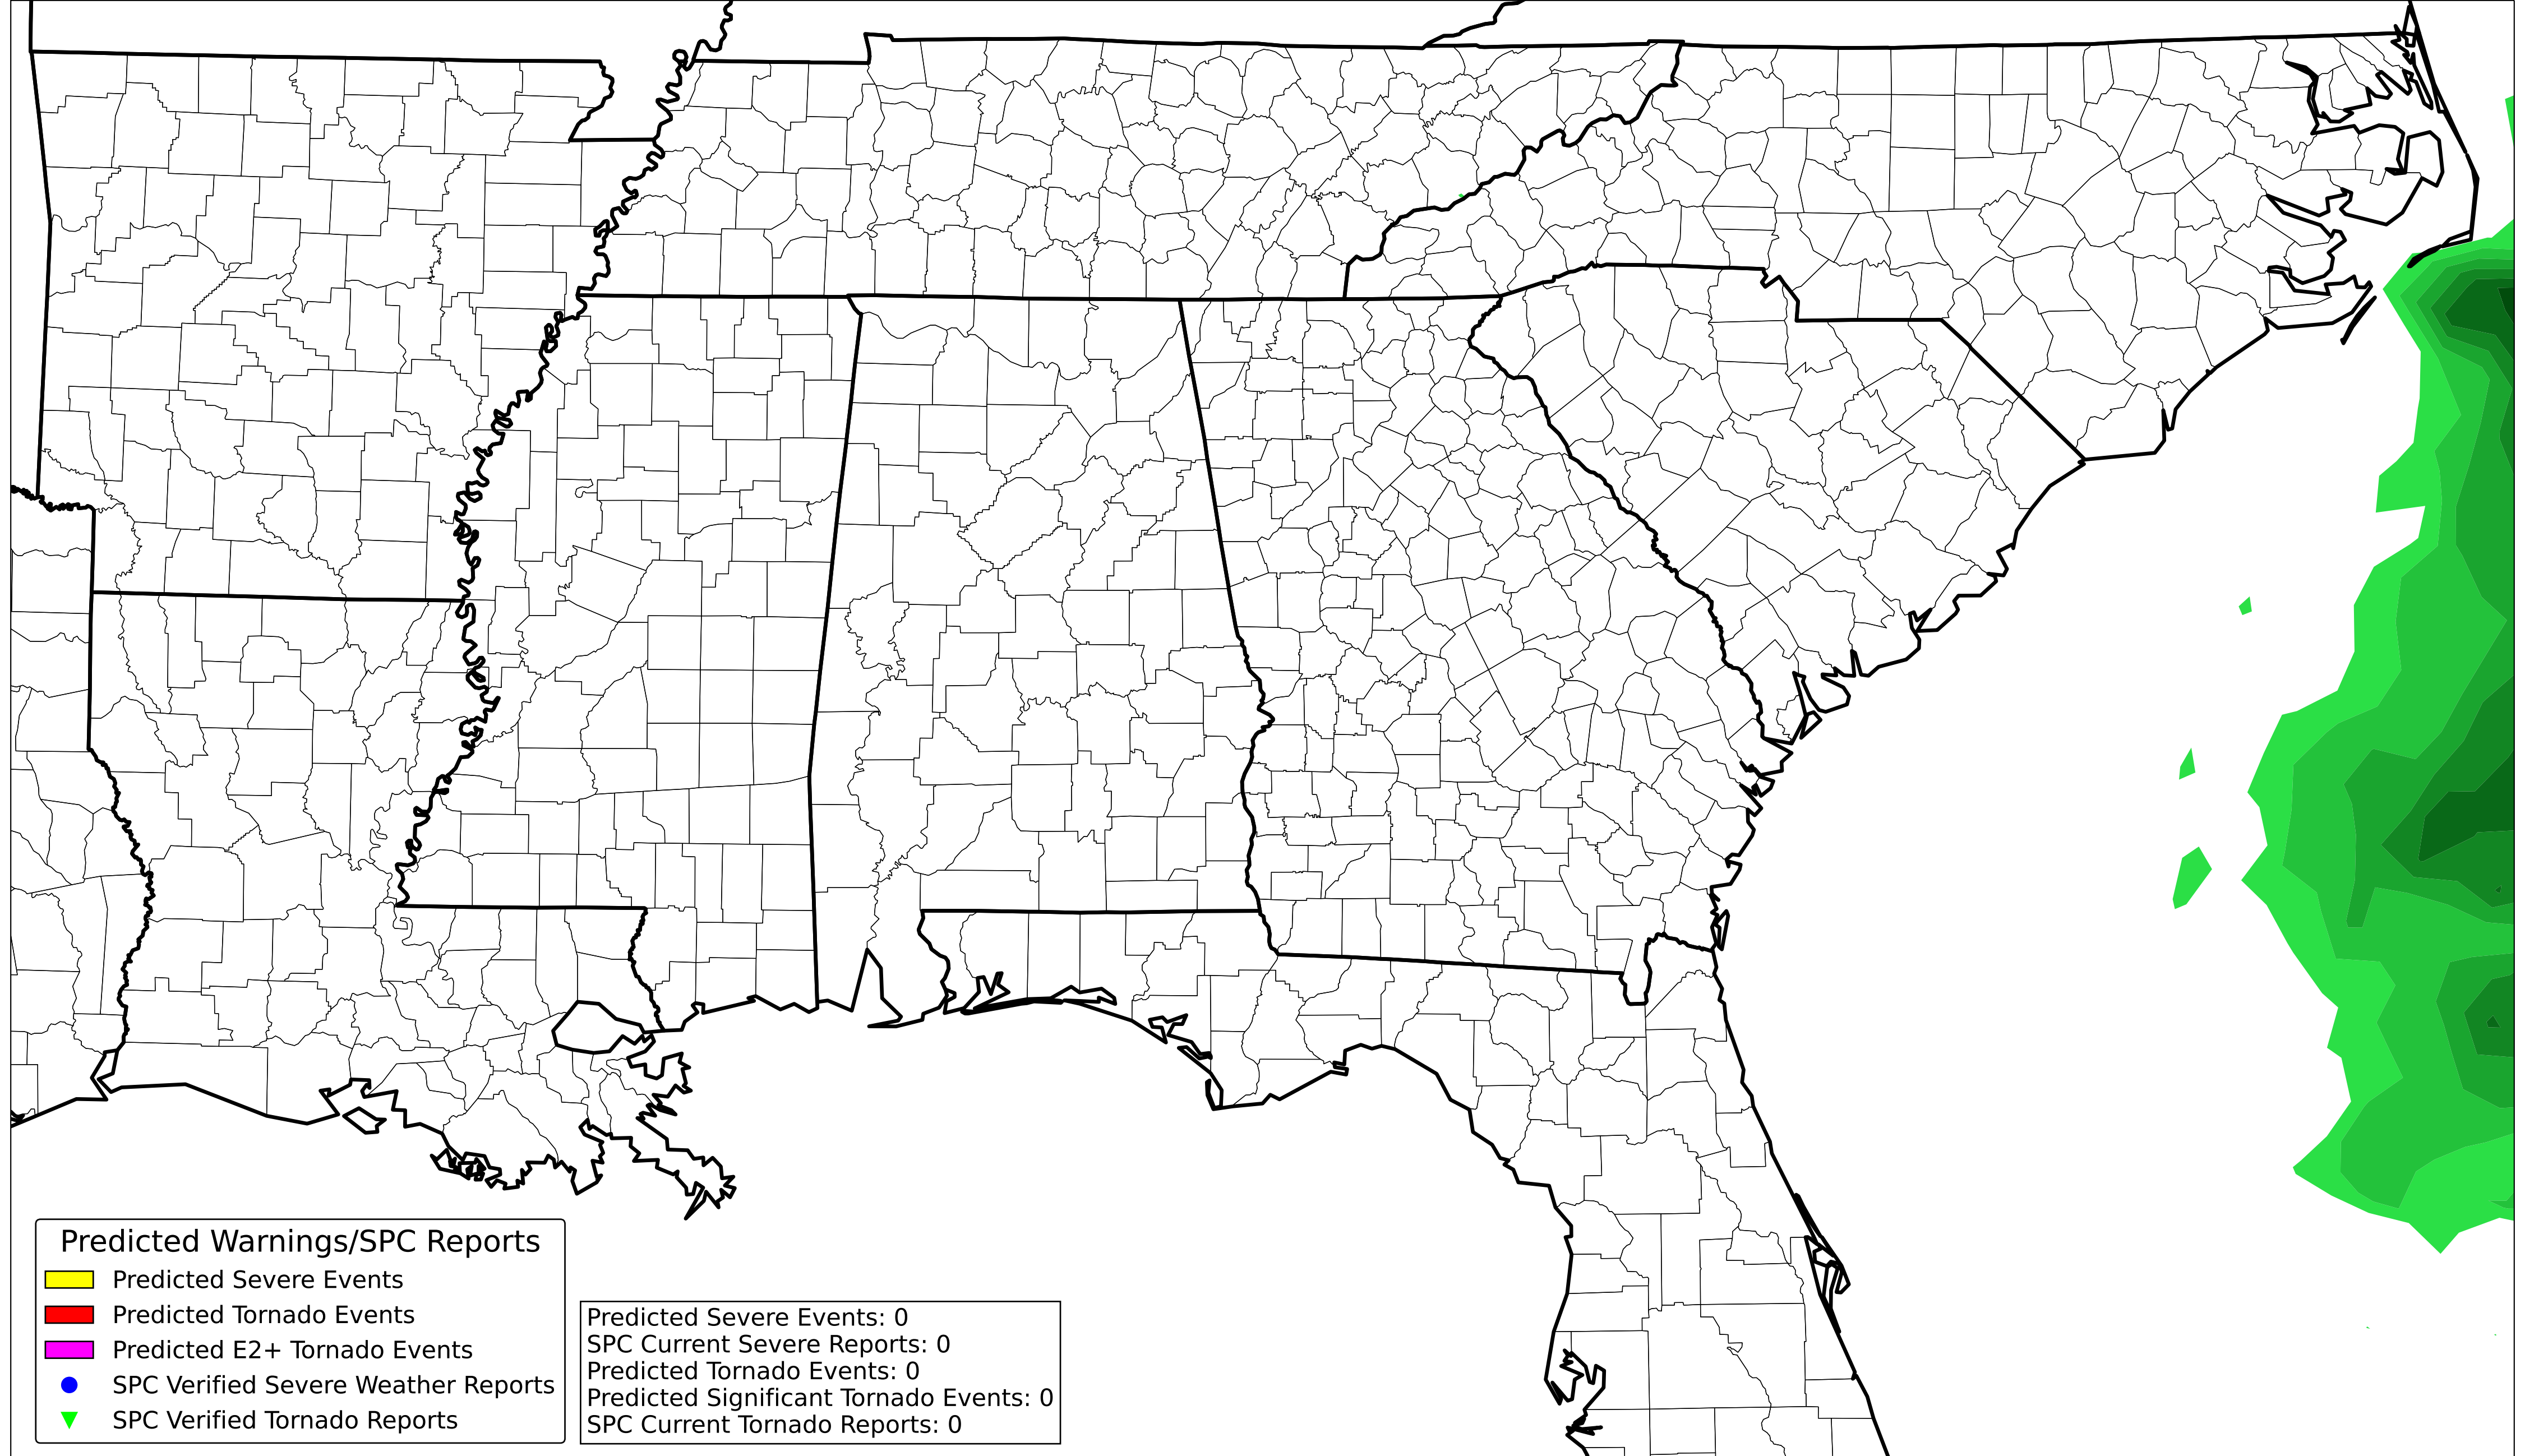 Predicted Warnings/SPC Reports
Predicted Severe Events
Predicted Tornado Events
Predicted E2+ Tornado Events
SPC Verified Severe Weather Reports
SPC Verified Tornado Reports
Predicted Severe Events: 0
SPC Current Severe Reports: 0
Predicted Tornado Events: 0
Predicted Significant Tornado Events: 0
SPC Current Tornado Reports: 0